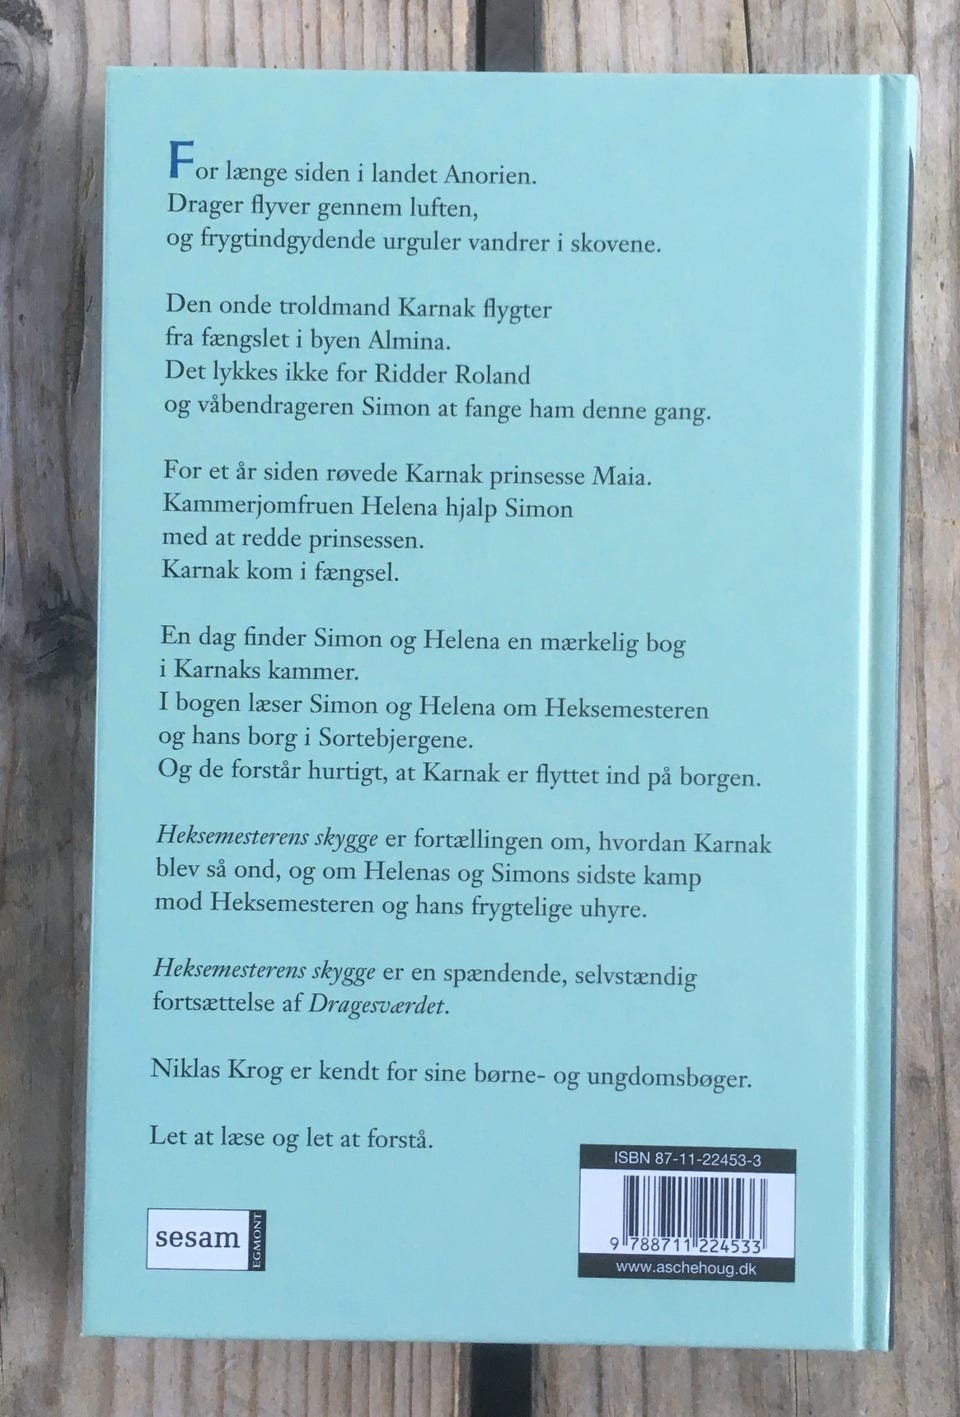 For længe siden i landet Anorien.
Drager flyver gennem luften,
og frygtindgydende urguler vandrer i skovene.
Den onde troldmand Karnak flygter
fra fængslet i byen Almina.
Det lykkes ikke for Ridder Roland
og våbendrageren Simon at fange ham denne gang.
For et år siden røvede Karnak prinsesse Maia.
Kammerjomfruen Helena hjalp Simon
med at redde prinsessen.
Karnak kom i fængsel.
En dag finder Simon og Helena en mærkelig bog
i Karnaks kammer.
I bogen læser Simon og Helena om Heksemesteren
og hans borg i Sortebjergene.
Og de forstår hurtigt, at Karnak er flyttet ind på borgen.
Heksemesterens skygge er fortællingen om, hvordan Karnak
blev så ond, og om Helenas og Simons sidste kamp
mod Heksemesteren og hans frygtelige uhyre.
Heksemesterens skygge er en spændende, selvstændig
fortsættelse af Dragesværdet.
Niklas Krog er kendt for sine børne- og ungdomsbøger.
Let at læse og let at forstå.
sesam
EGMONT
ISBN 87-11-22453-3
9 788711 224533
www.aschehoug.dk